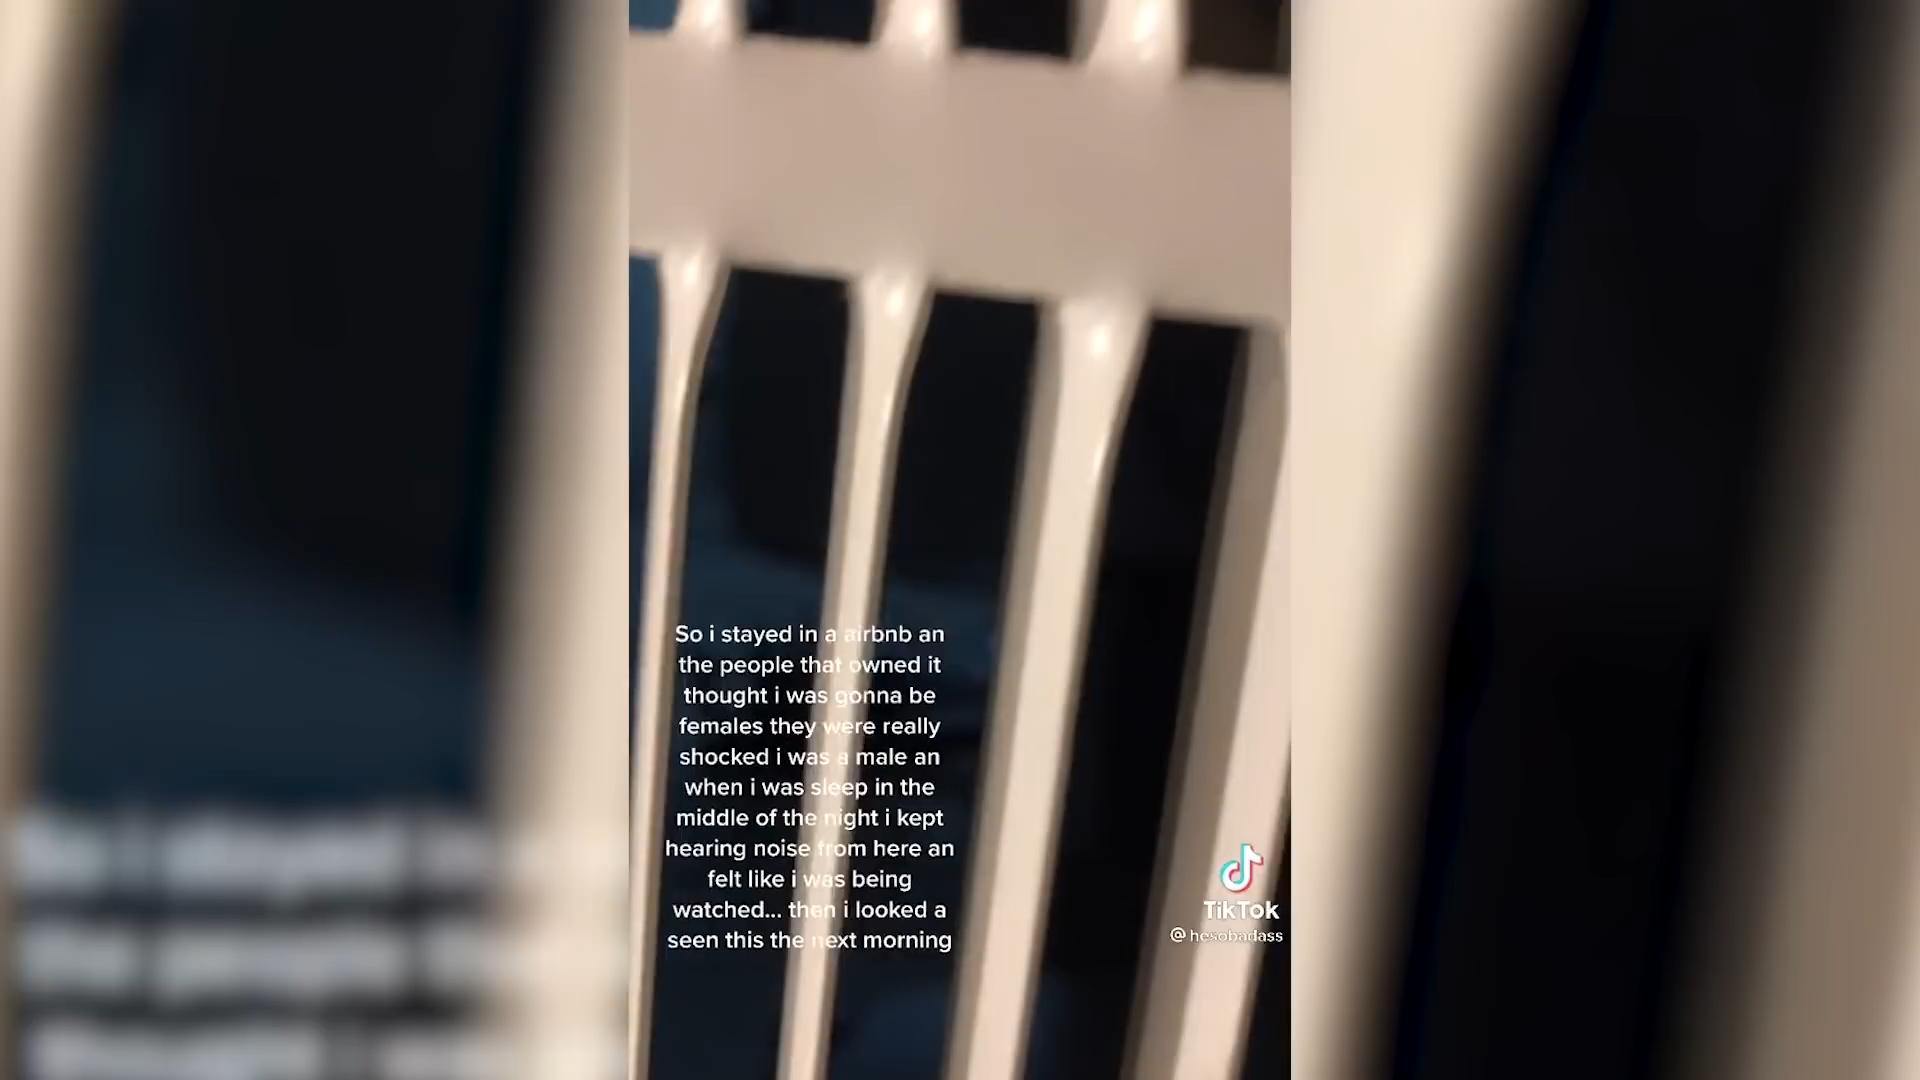 So i stayed in a airbnb an
the people that owned it
thought i was gonna be
females they were really
shocked i was a male an
when i was sleep in the
middle of the night i kept
hearing noise from here an
felt like i was being
watched... then i looked a
seen this the next morning
TikTok
@hesobadass